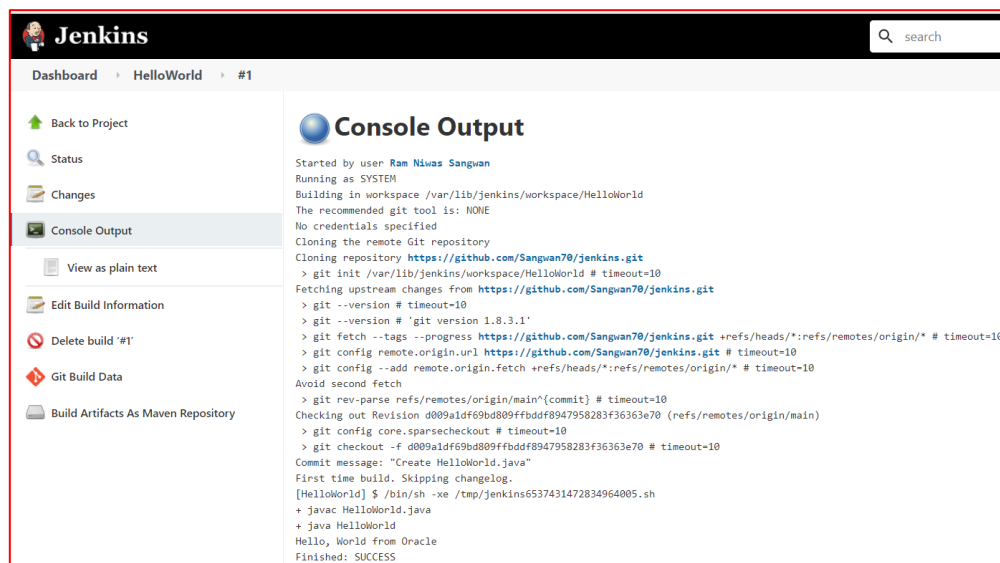 Jenkins
search
Dashboard HelloWorld #1
Back to Project
Status
Changes
Console Output
View as plain text
Edit Build Information
Delete build '#1'
Git Build Data
Build Artifacts As Maven Repository
Console Output
Started by user Ram Niwas Sangwan
Running as SYSTEM
Building in workspace /var/lib/jenkins/workspace/HelloWorld
The recommended git tool is: NONE
No credentials specified
Cloning the remote Git repository
Cloning repository https://github.com/Sangwan70/jenkins.git
> git init /var/lib/jenkins/workspace/HelloWorld # timeout=10
Fetching upstream changes from https://github.com/Sangwan70/jenkins.git
> git --version # timeout=10
> git --version # 'git version 1.8.3.1'
> git fetch --tags --progress https://github.com/Sangwan70/jenkins.git +refs/heads/*:refs/remotes/origin/* # timeout=10
> git config remote.origin.url https://github.com/Sangwan70/jenkins.git # timeout=10
> git config --add remote.origin.fetch +refs/heads/*:refs/remotes/origin/* # timeout=10
Avoid second fetch
> git rev-parse refs/remotes/origin/main^{commit} # timeout=10
Checking out Revision d009a1df69bd809ffbddf8947958283f36363e70 (refs/remotes/origin/main)
> git config core.sparsecheckout # timeout=10
> git checkout -f d009a1df69bd809ffbddf8947958283f36363e70 # timeout=10
Commit message: "Create HelloWorld.java"
First time build. Skipping changelog.
[HelloWorld] $ /bin/sh -xe /tmp/jenkins6537431472834964005.sh
+ javac HelloWorld.java
+ java HelloWorld
Hello, World from Oracle
Finished: SUCCESS